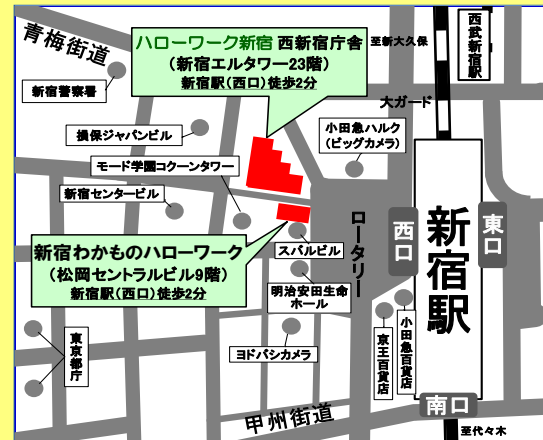 青梅街道
ハローワーク新宿 西新宿庁舎
(新宿エルタワー23階)
新宿駅(西口)徒歩2分
至新大久保
西武新宿駅
大ガード
新宿警察署
損保ジャパンビル
小田急ハルク
(ビッグカメラ)
モード学園コクーンタワー
新宿センタービル
ロータリー
西口
新宿駅
東口
新宿わかものハローワーク
(松岡セントラルビル9階)
新宿駅(西口)徒歩2分
スバルビル
明治安田生命
ホール
ヨドバシカメラ
東京都庁
京王百貨店
小田急百貨店
南口
甲州街道
至代々木